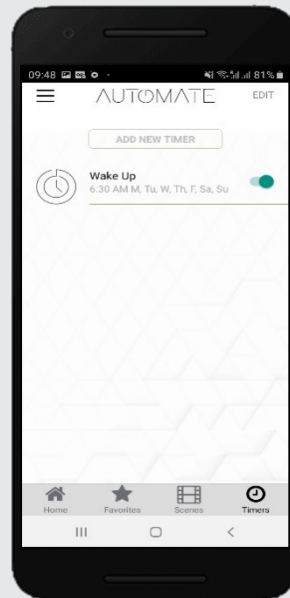 09:48 81%
AUTOMATE EDIT
ADD NEW TIMER
Wake Up
6:30 AM M, Tu, W, Th, F, Sa, Su
Home Favorites Scenes Timers